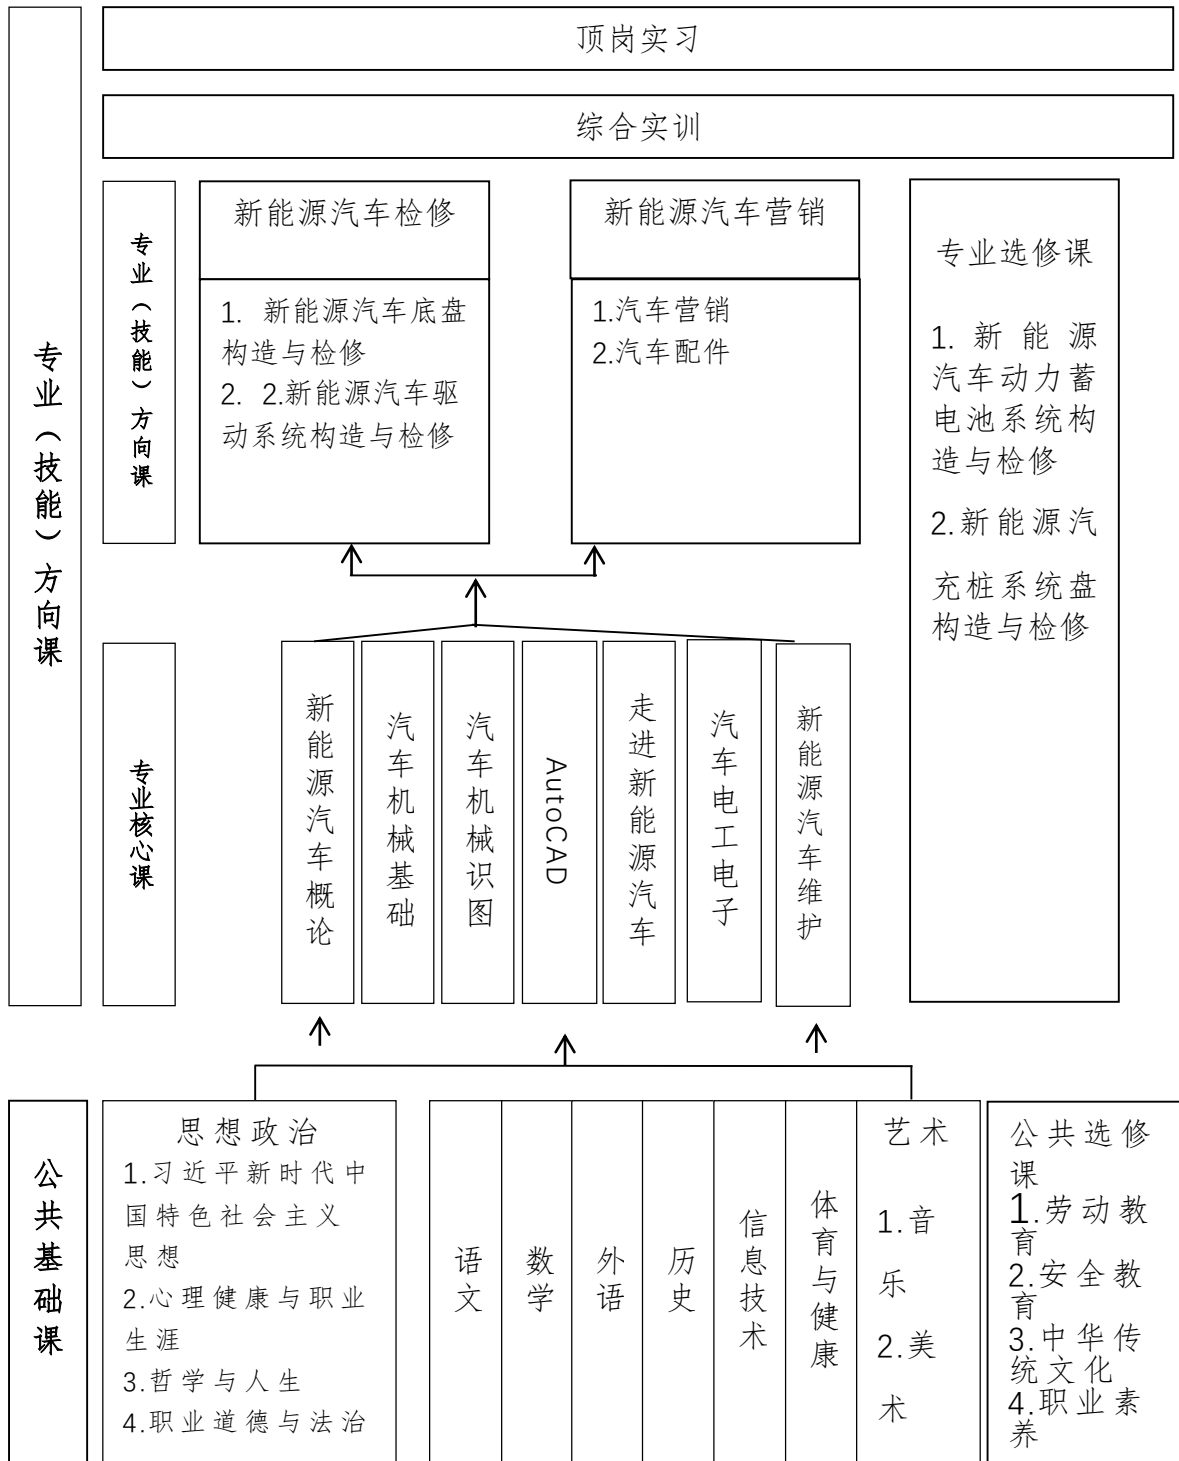 顶岗实习
综合实训
专业（技能）方向课
专业（技能）方向课
新能源汽车检修
1. 新能源汽车底盘
构造与检修
2. 2.新能源汽车驱
动系统构造与检修
新能源汽车营销
1.汽车营销
2.汽车配件
专业选修课
1. 新能源
汽车动力蓄
电池系统构
造与检修
2.新能源汽
充桩系统盘
构造与检修
专业核心课
新能源汽车概论
汽车机械基础
汽车机械识图
AutoCAD
走进新能源汽车
汽车电工电子
新能源汽车维护
公共基础课
思想政治
1.习近平新时代中
国特色社会主义
思想
2.心理健康与职业
生涯
3.哲学与人生
4.职业道德与法治
语文
数学
外语
历史
信息技术
体育与健康
艺术
1.音
乐
2.美
术
公共选修
课
1.劳动教
育
2.安全教
育
3.中华传
统文化
4.职业素
养